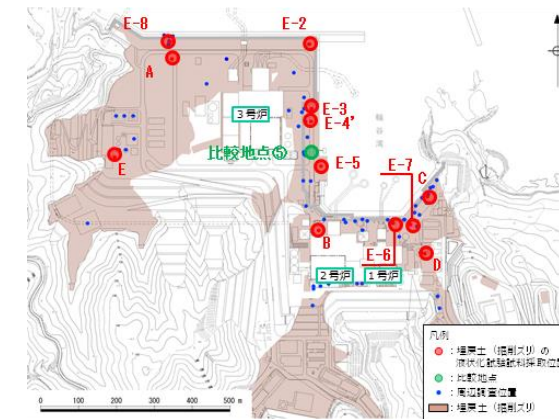 E-8
E-2
A
3号炉
E-3
E-4'
輪谷湾
比較地点⑤
E
E-5
E-7
C
B
E-6
D
2号炉
1号炉
凡例
:埋戻土(掘削ズリ)の
液状化試験試料採取位置
:比較地点
:周辺調査位置
:埋戻土(掘削ズリ)
0 100 200 300 400 500 m